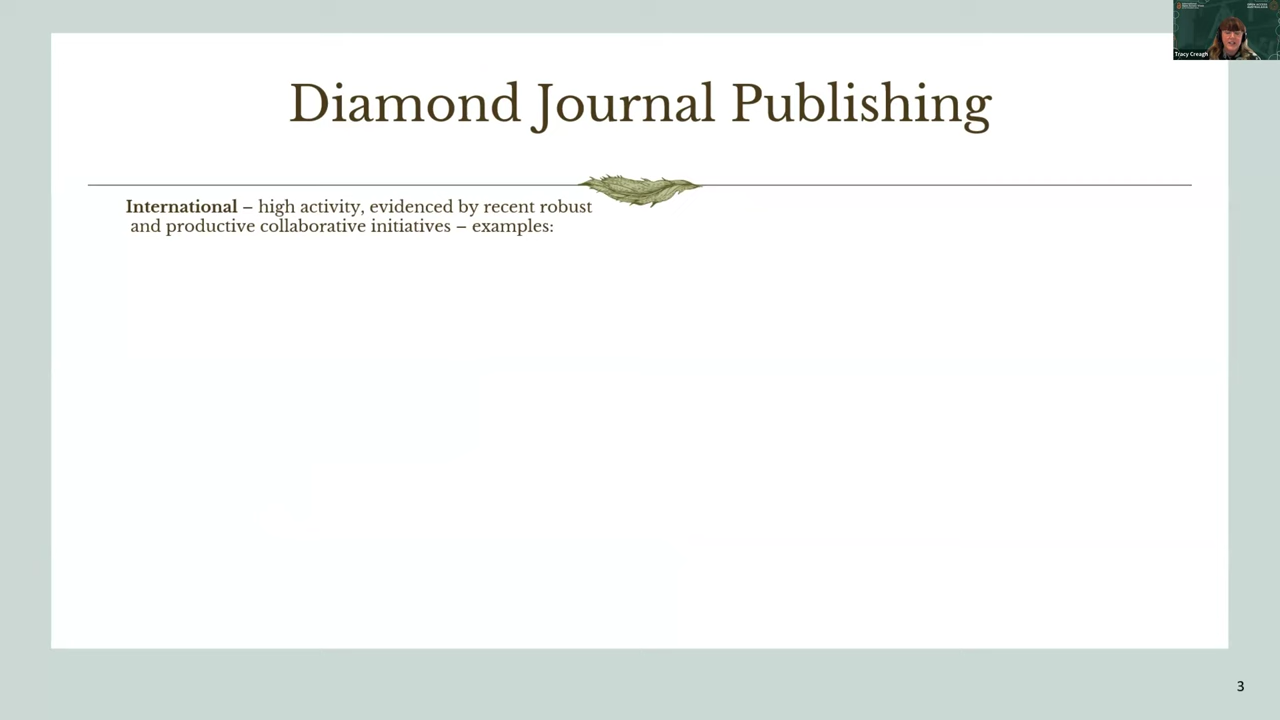 Tracy Creagh
Diamond Journal Publishing
International – high activity, evidenced by recent robust
and productive collaborative initiatives – examples:
3